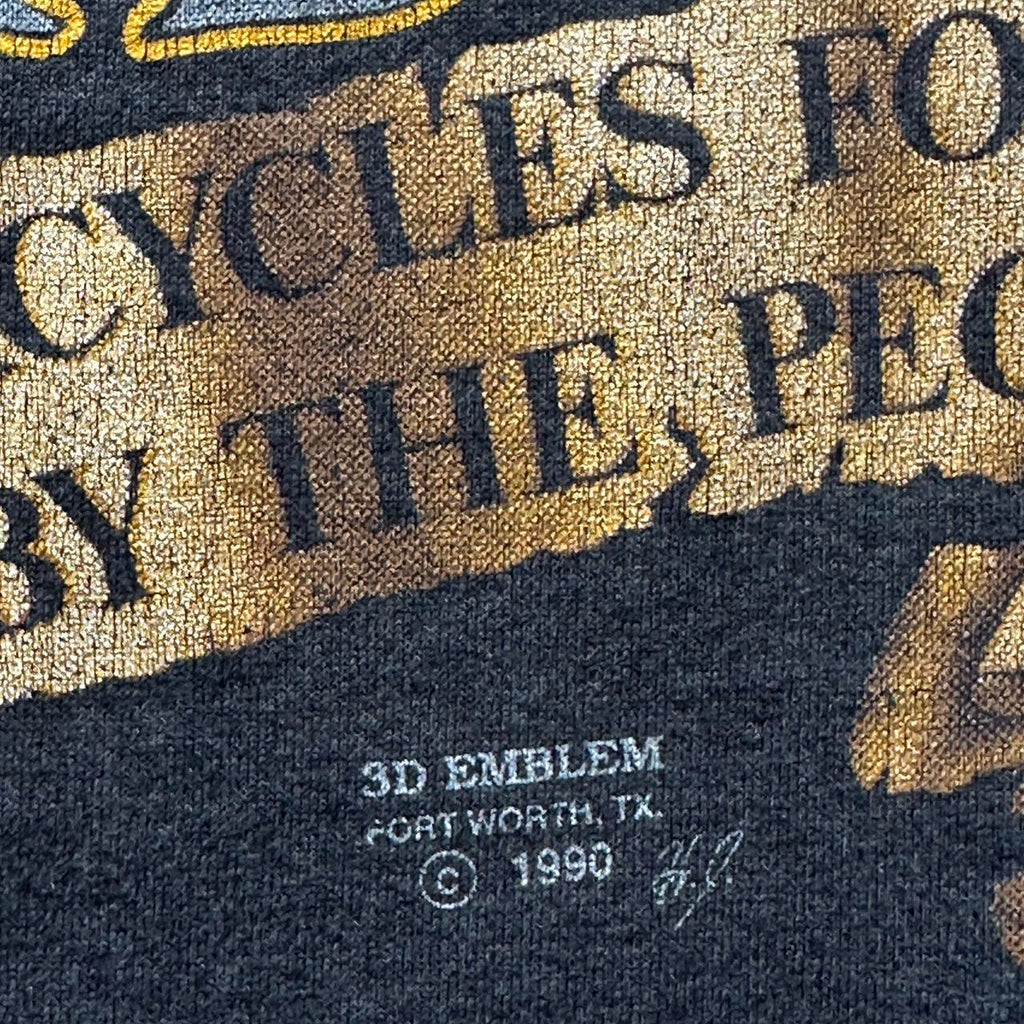 CYCLES FO
BY THE PEO
3D EMBLEM
FORT WORTH, TX.
© 1990